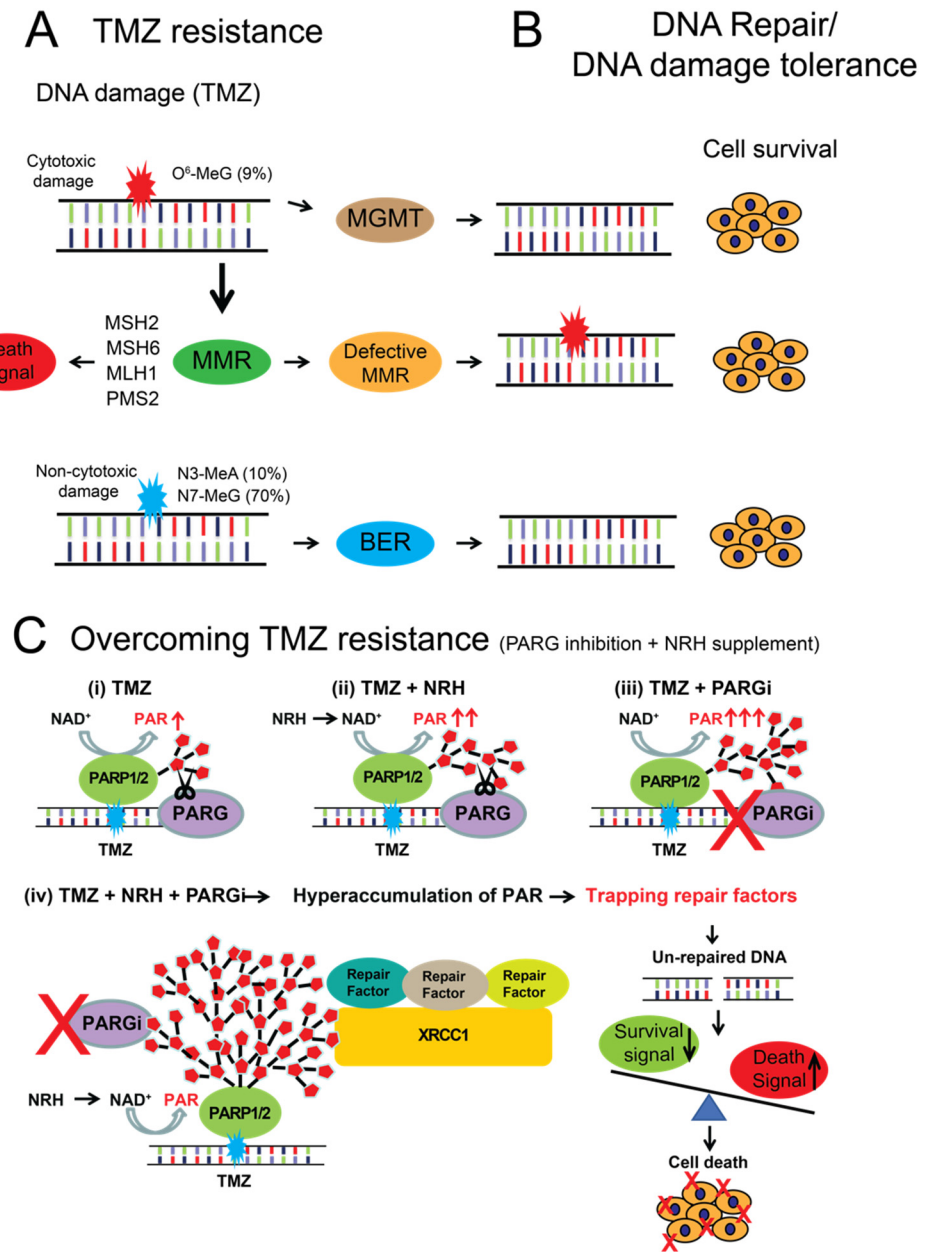 A TMZ resistance
B DNA Repair/
DNA damage tolerance
DNA damage (TMZ)
Cell survival
Cytotoxic
damage
O⁶-MeG (9%)
MGMT
MSH2
MSH6
MLH1
PMS2
eath
gnal
MMR
Defective
MMR
Non-cytotoxic
damage
N3-MeA (10%)
N7-MeG (70%)
BER
C Overcoming TMZ resistance (PARG inhibition + NRH supplement)
(i) TMZ
NAD⁺
PAR
PARP1/2
PARG
TMZ
(ii) TMZ + NRH
NRH → NAD⁺
PAR
PARP1/2
PARG
TMZ
(iii) TMZ + PARGi
NAD⁺
PAR
PARP1/2
PARGi
TMZ
(iv) TMZ + NRH + PARGi→ Hyperaccumulation of PAR → Trapping repair factors
Un-repaired DNA
Repair
Factor
Repair
Factor
Repair
Factor
XRCC1
PARGi
NRH → NAD⁺ PAR
PARP1/2
TMZ
Survival
signal
Death
Signal
Cell death